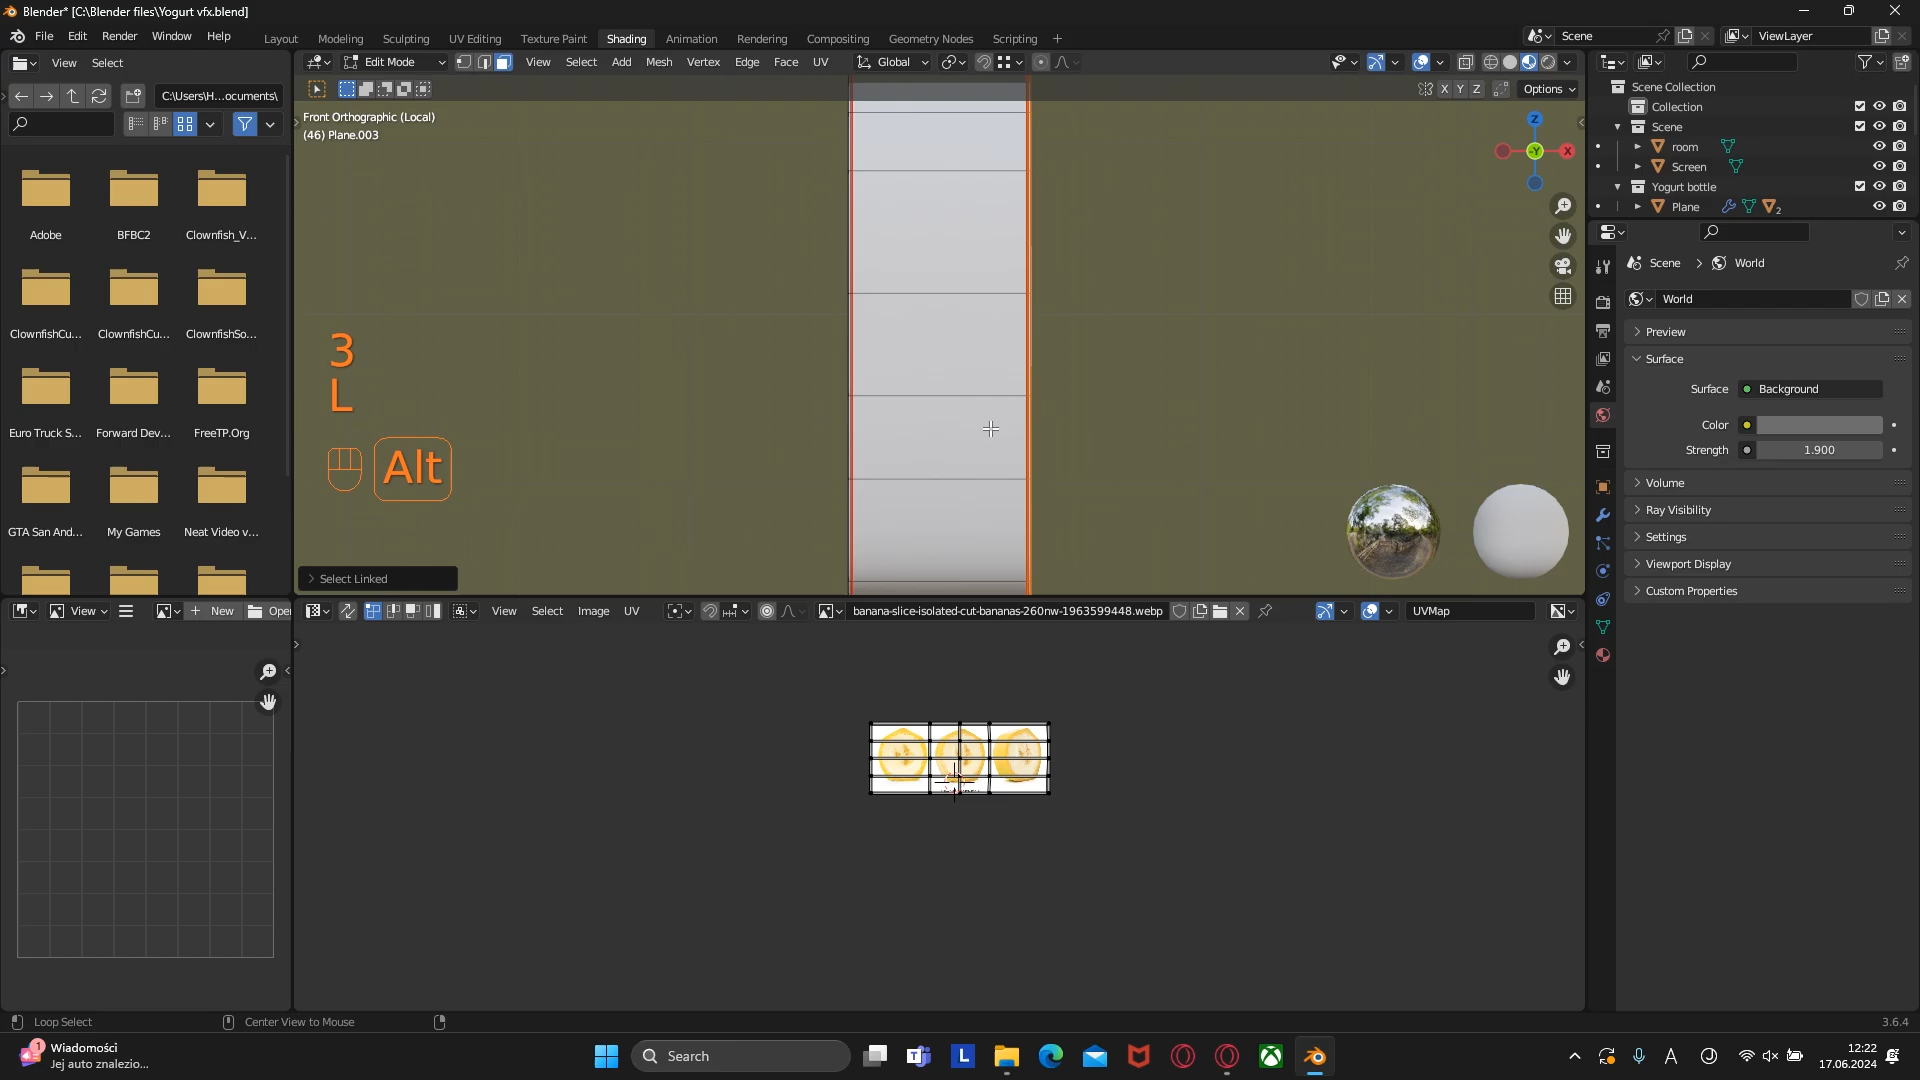 Blender* [C:\Blender files\Yogurt vfx.blend]
File Edit Render Window Help
Layout Modeling Sculpting UV Editing Texture Paint Shading Animation Rendering Compositing Geometry Nodes Scripting +
Scene ViewLayer
View Select
Edit Mode View Select Add Mesh Vertex Edge Face UV Global
C:\Users\H...ocuments\
X Y Z Options
Front Orthographic (Local)
(46) Plane.003
Z
-Y X
Scene Collection
Collection
Scene
room
Screen
Yogurt bottle
Plane 2
Adobe BFBC2 Clownfish_V...
ClownfishCu... ClownfishCu... ClownfishSo...
Euro Truck S... Forward Dev... FreeTP.Org
GTA San And... My Games Neat Video v...
3
L
Alt
Select Linked
Scene > World
World
Preview
Surface
Surface Background
Color
Strength 1.900
Volume
Ray Visibility
Settings
Viewport Display
Custom Properties
View New Open
View Select Image UV banana-slice-isolated-cut-bananas-260nw-1963599448.webp UVMap
Loop Select Center View to Mouse 3.6.4
1 Wiadomości
Jej auto znalezio...
Search
L
A
12:22
17.06.2024